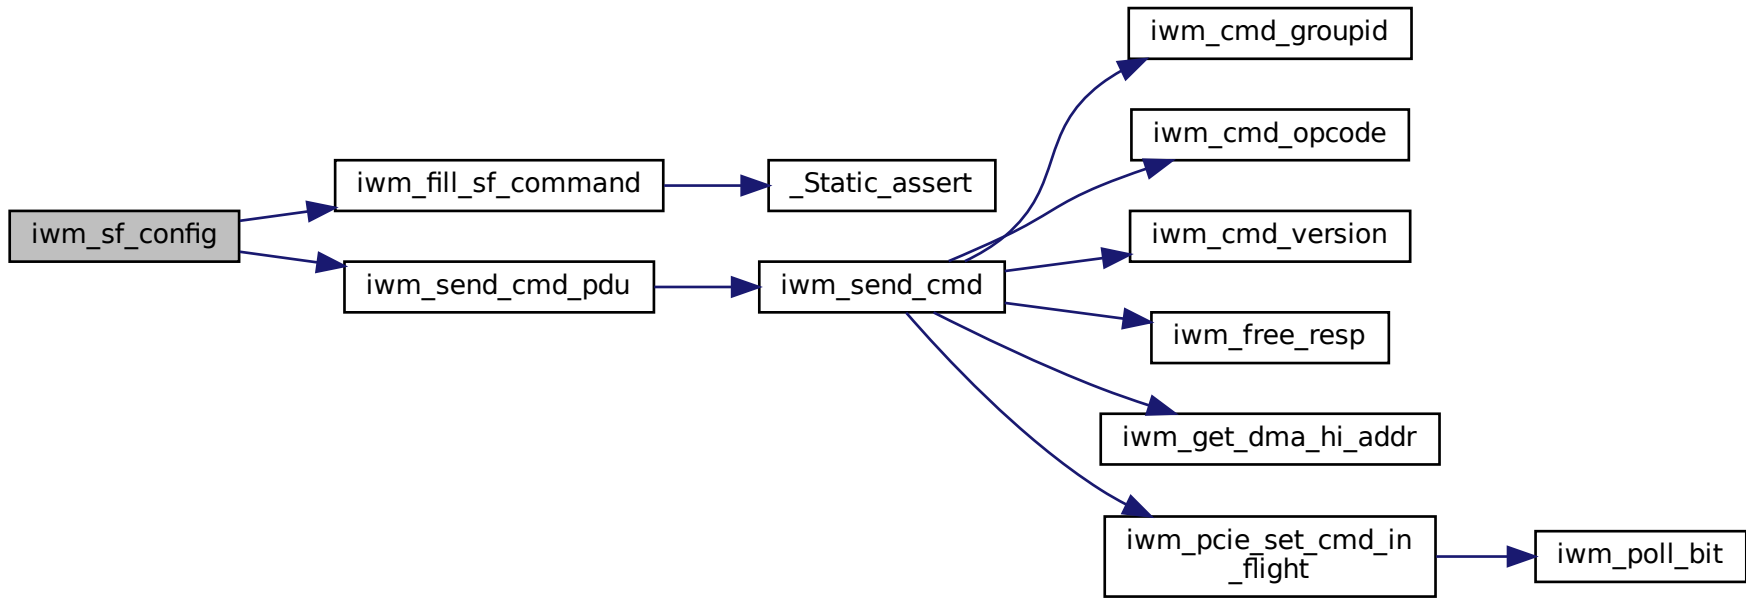 iwm_sf_config
iwm_fill_sf_command
_Static_assert
iwm_send_cmd_pdu
iwm_send_cmd
iwm_cmd_groupid
iwm_cmd_opcode
iwm_cmd_version
iwm_free_resp
iwm_get_dma_hi_addr
iwm_pcie_set_cmd_in
_flight
iwm_poll_bit